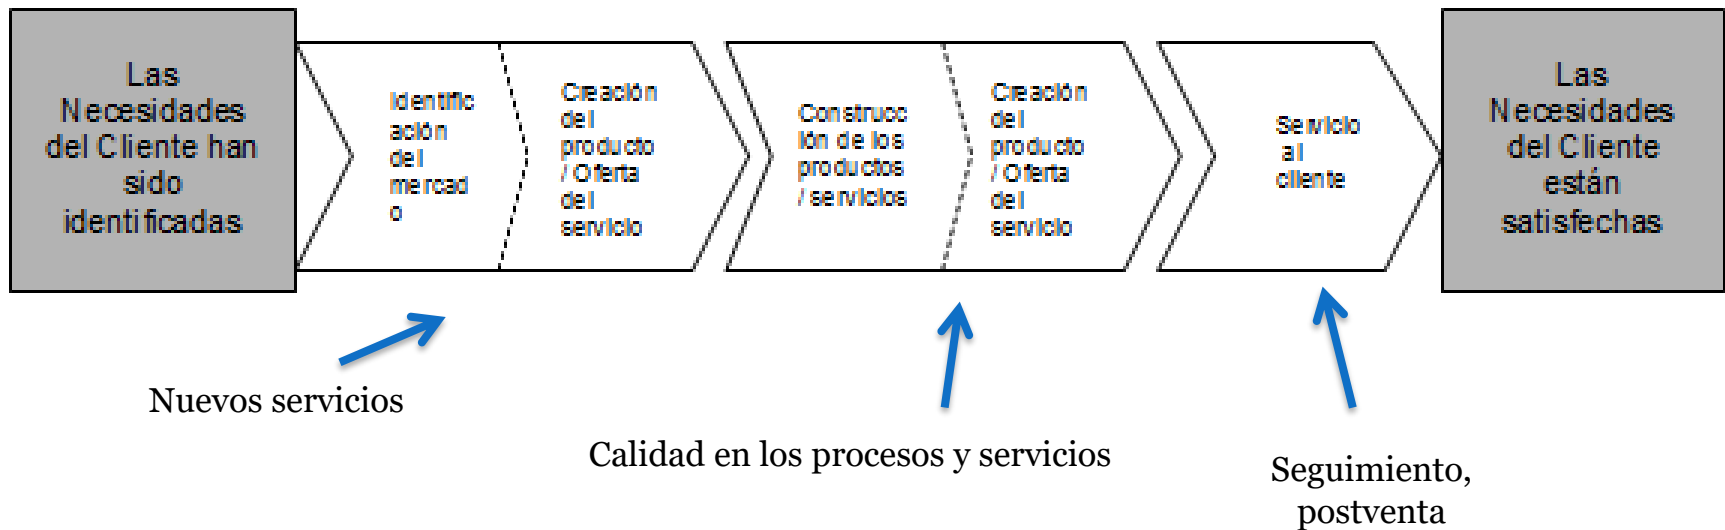 Las
Necesidades
del Cliente han
sido
identificadas
Identific
ación
del
mercad
o
Creación
del
producto
/ Oferta
del
servicio
Construcc
ión de los
productos
/ servicios
Creación
del
producto
/ Oferta
del
servicio
Servicio
al
cliente
Las
Necesidades
del Cliente
están
satisfechas
Nuevos servicios
Calidad en los procesos y servicios
Seguimiento,
postventa